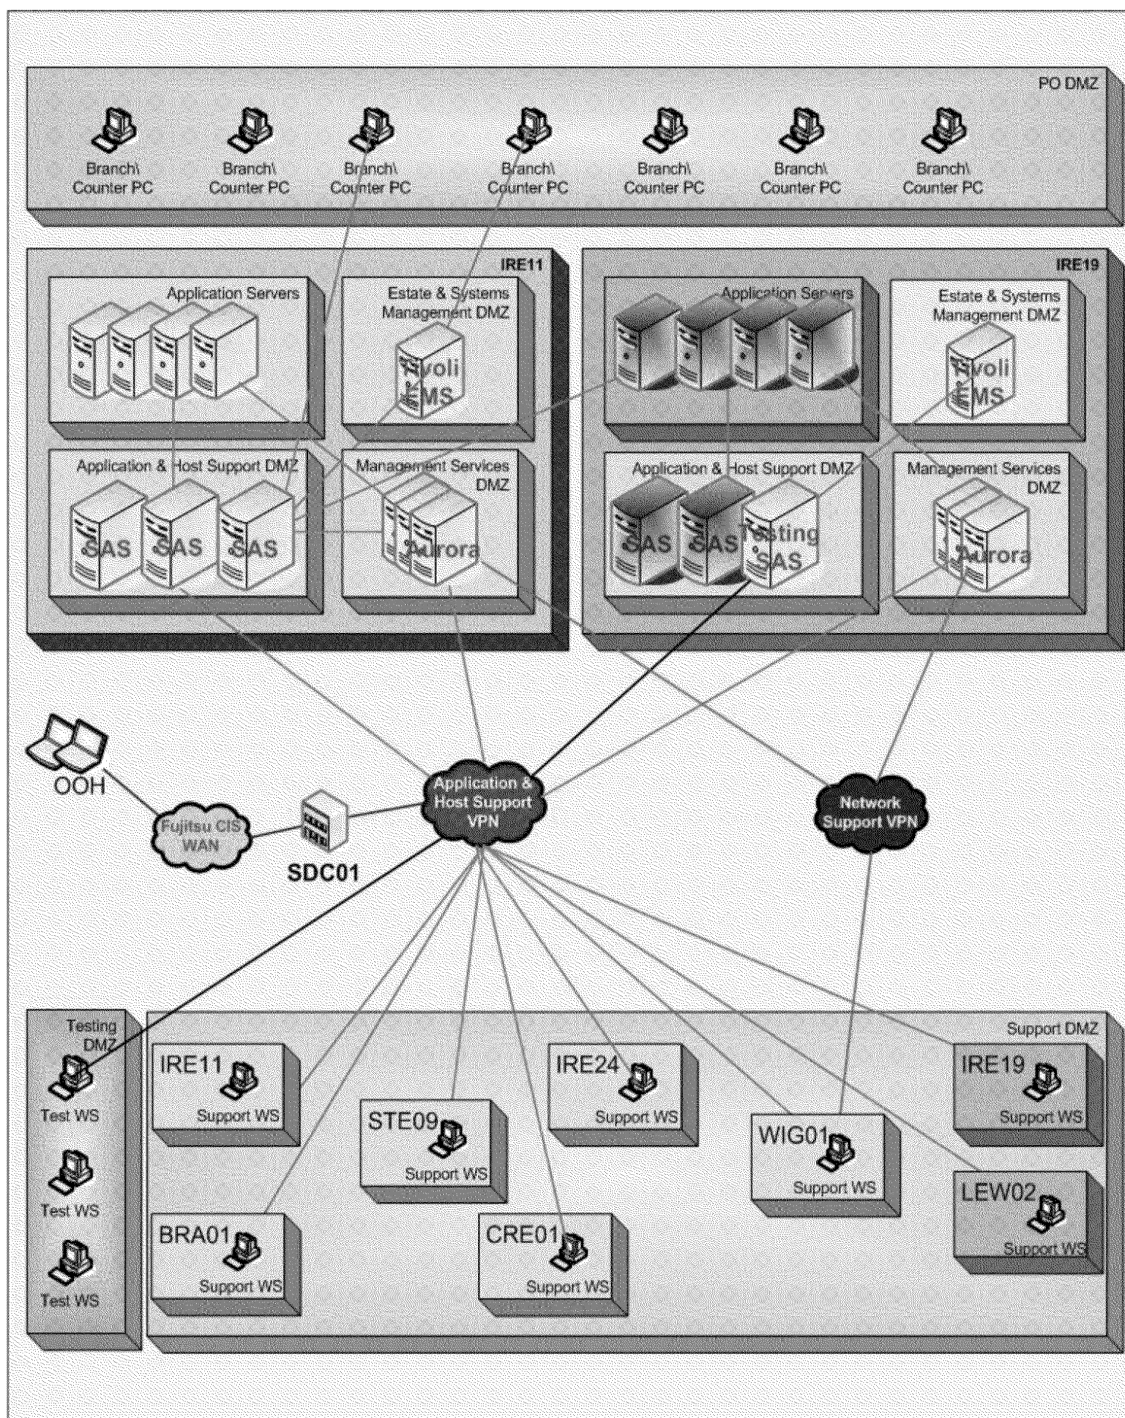 PO DMZ
Branch\
Counter PC
Branch\
Counter PC
Branch\
Counter PC
Branch\
Counter PC
Branch\
Counter PC
Branch\
Counter PC
Branch\
Counter PC
IRE11
Application Servers
Estate & Systems
Management DMZ
Tivoli
MS
Application & Host Support DMZ
SAS
SAS
SAS
Management Services
DMZ
Aurora
IRE19
Application Servers
Estate & Systems
Management DMZ
Tivoli
MS
Application & Host Support DMZ
SAS
SAS
Testing
SAS
Management Services
DMZ
Aurora
OOH
Fujitsu CIS
WAN
SDC01
Application &
Host Support
VPN
Network
Support VPN
Testing
DMZ
Test WS
Test WS
Test WS
Support DMZ
IRE11
Support WS
STE09
Support WS
IRE24
Support WS
WIG01
Support WS
IRE19
Support WS
BRA01
Support WS
CRE01
Support WS
LEW02
Support WS